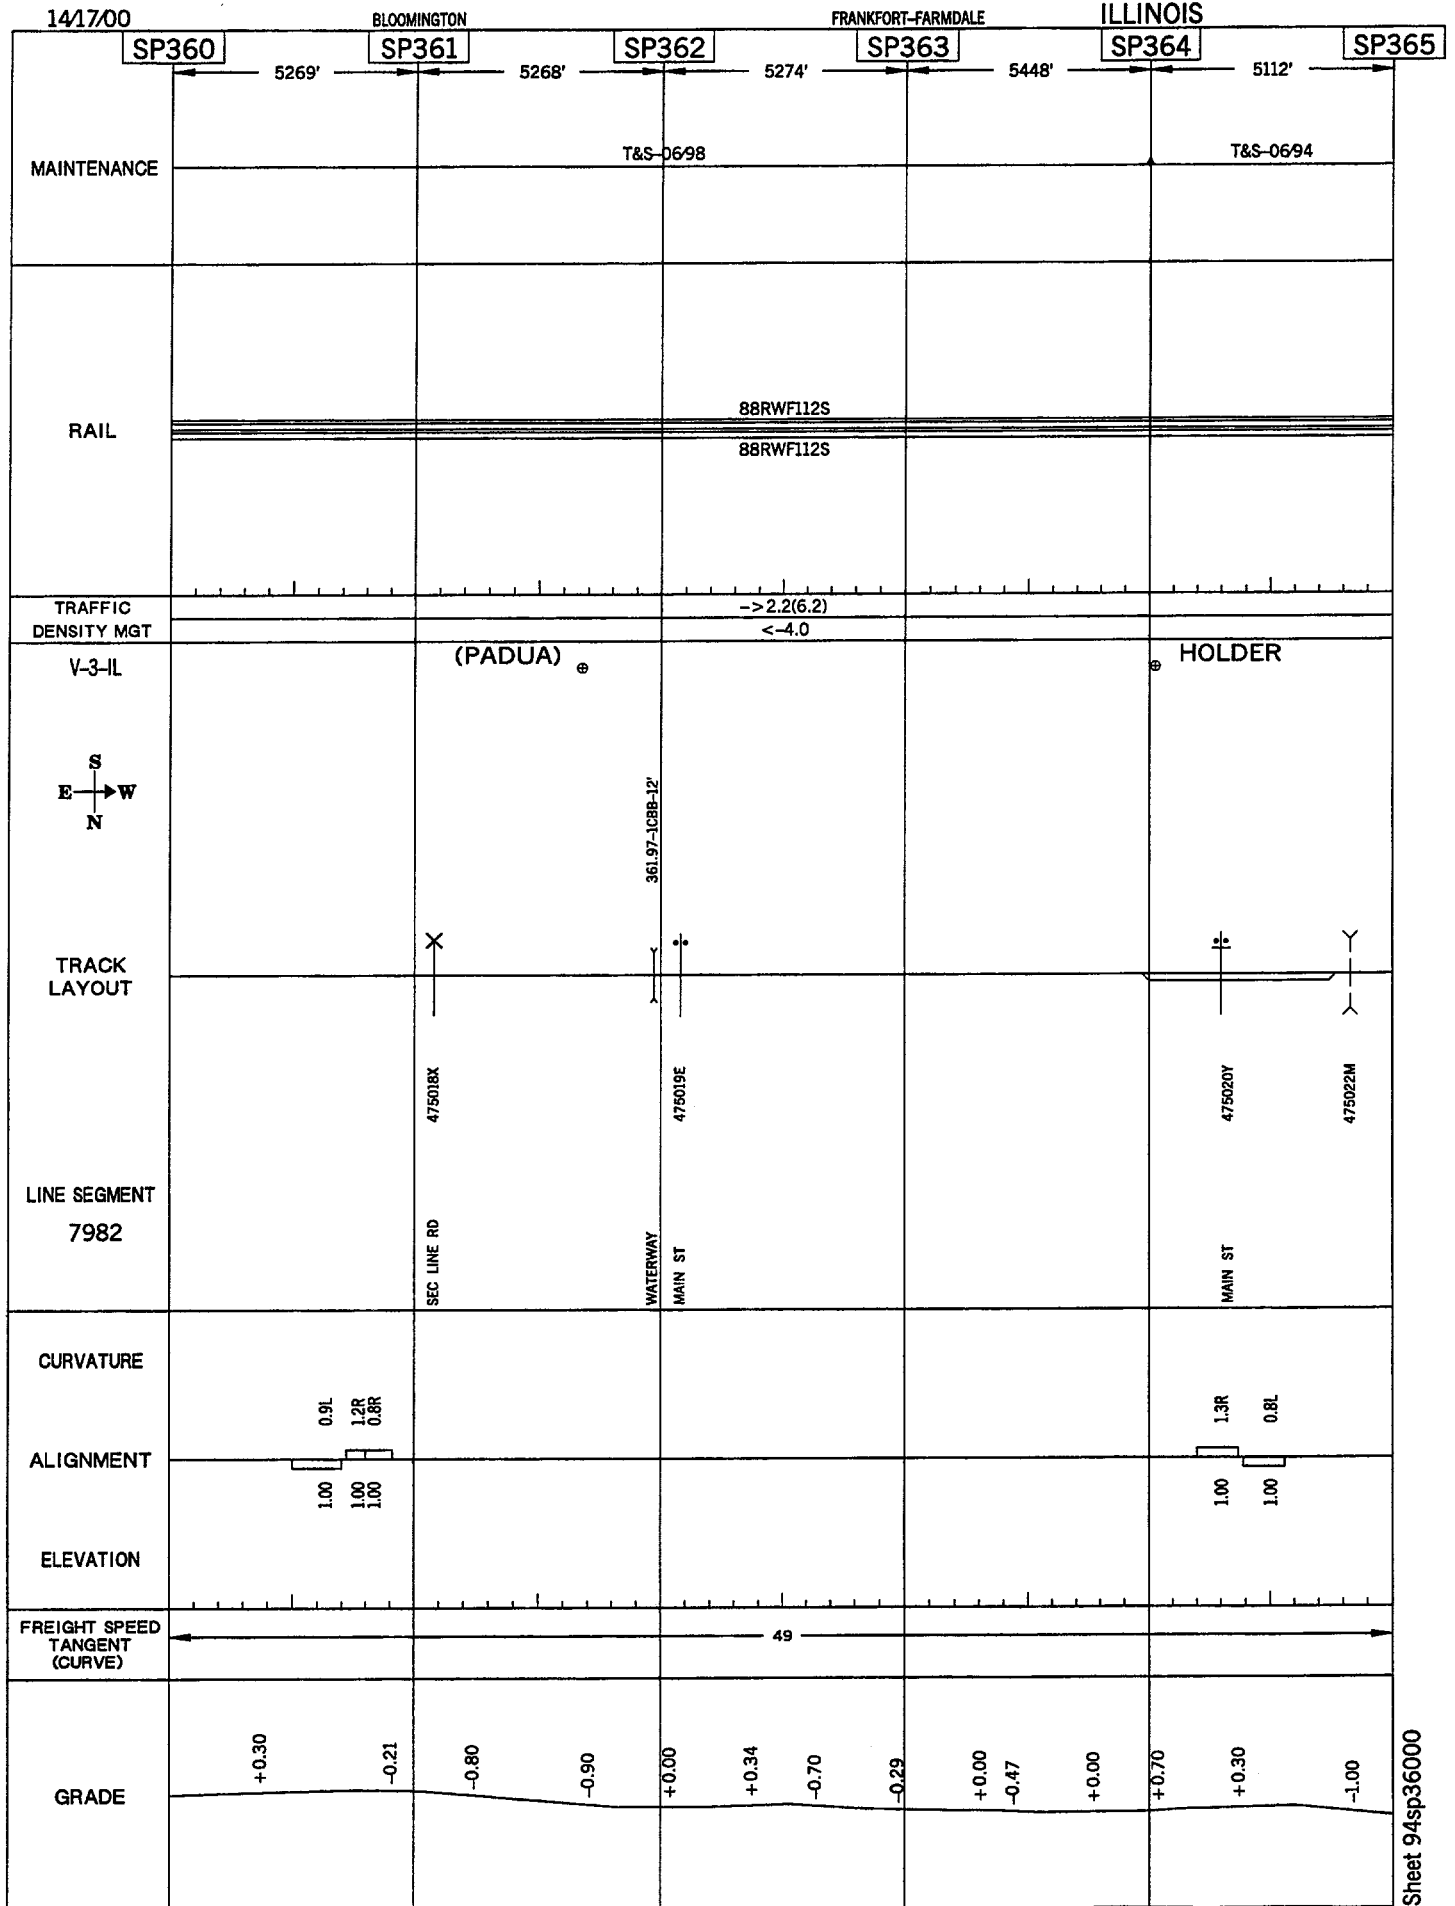 14/17/00 BLOOMINGTON FRANKFORT-FARMDALE ILLINOIS
SP360 SP361 SP362 SP363 SP364 SP365
5269' 5268' 5274' 5448' 5112'
MAINTENANCE
T&S-06/98 T&S-06/94
RAIL
88RWF112S
88RWF112S
TRAFFIC
DENSITY MGT
->2.2(6.2)
<-4.0
V-3-IL
(PADUA) HOLDER
S
E W
N
361.97-1CBB-12'
TRACK
LAYOUT
475018X 475019E 475020Y 475022M
LINE SEGMENT
7982
SEC LINE RD WATERWAY MAIN ST MAIN ST
CURVATURE
0.9L 1.2R 0.8R 1.3R 0.8L
ALIGNMENT
1.00 1.00 1.00 1.00 1.00
ELEVATION
FREIGHT SPEED
TANGENT
(CURVE)
49
GRADE
+0.30 -0.21 -0.80 -0.90 +0.00 +0.34 -0.70 -0.29 +0.00 -0.47 +0.00 +0.70 +0.30 -1.00
Sheet 94sp36000